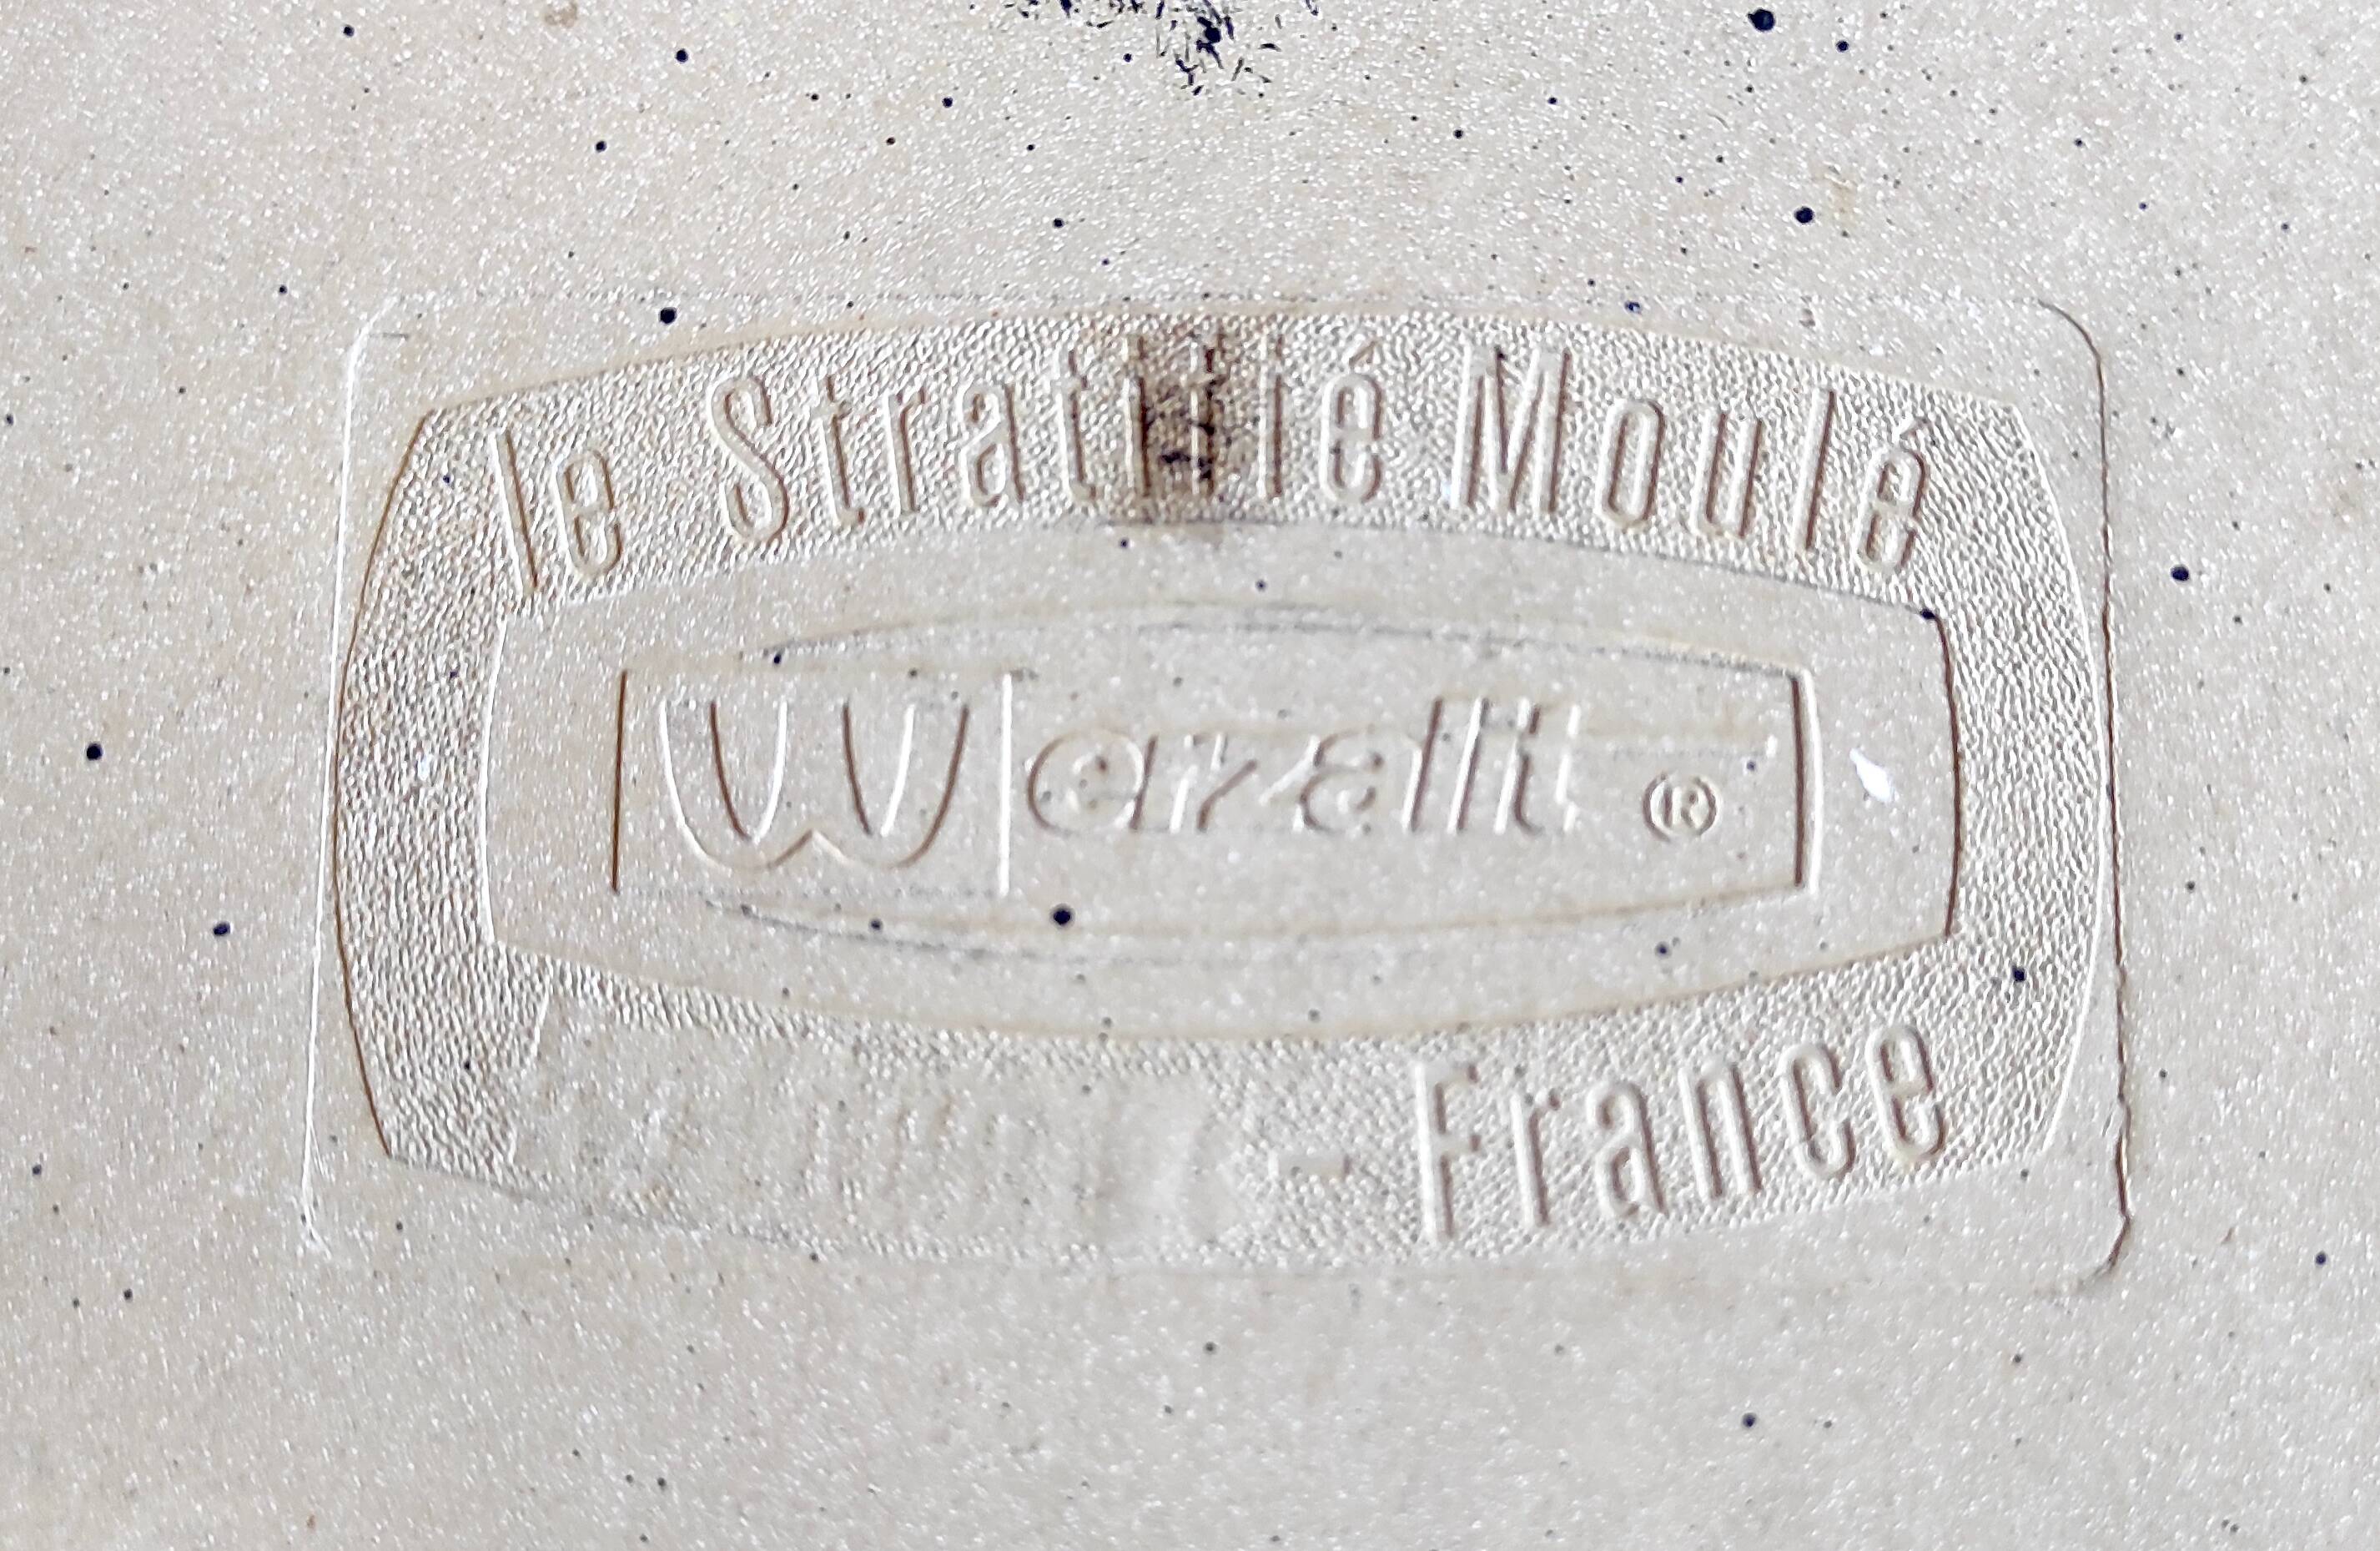 le Stratifié Moulé
Werzalit ®
- France